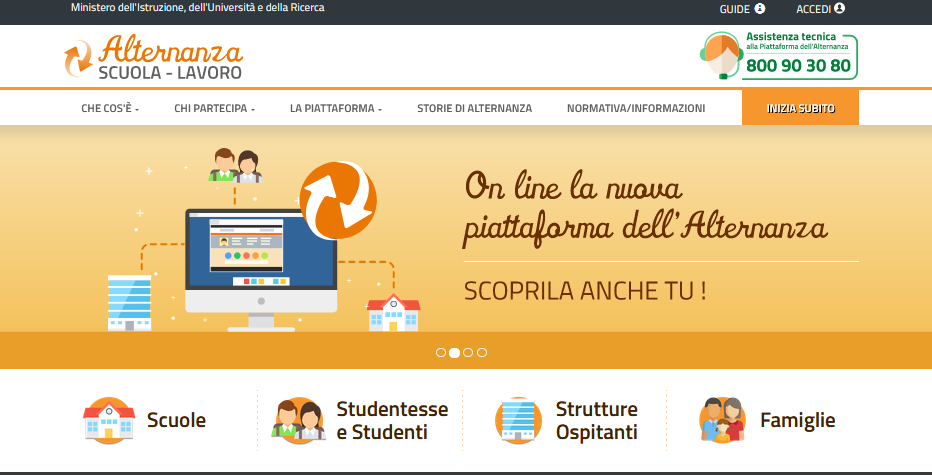 Ministero dell'Istruzione, dell'Università e della Ricerca
GUIDE
ACCEDI
Alternanza
SCUOLA - LAVORO
Assistenza tecnica
alla Piattaforma dell'Alternanza
800 90 30 80
CHE COS'È
CHI PARTECIPA
LA PIATTAFORMA
STORIE DI ALTERNANZA
NORMATIVA/INFORMAZIONI
INIZIA SUBITO
On line la nuova
piattaforma dell'Alternanza
SCOPRILA ANCHE TU !
Scuole
Studentesse
e Studenti
Strutture
Ospitanti
Famiglie